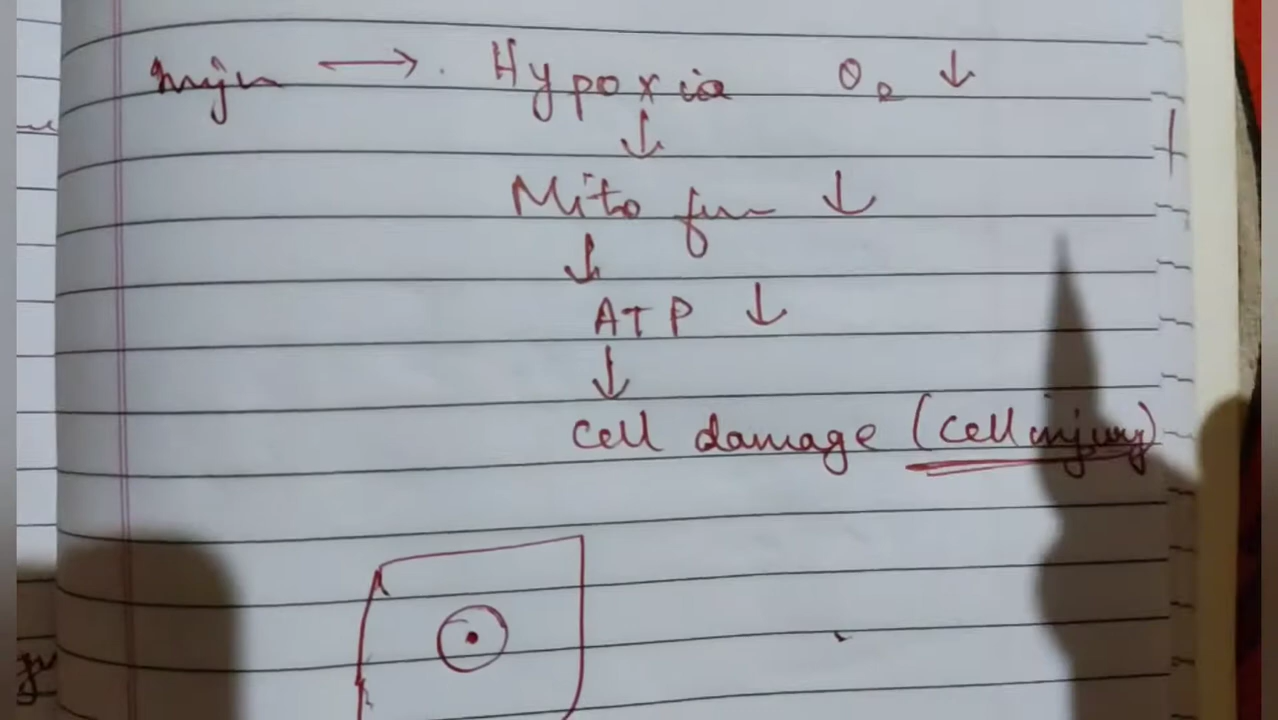 → Hypoxia O₂ ↓
↓
Mito fun ↓
↓
ATP ↓
↓
cell damage (cell injury)